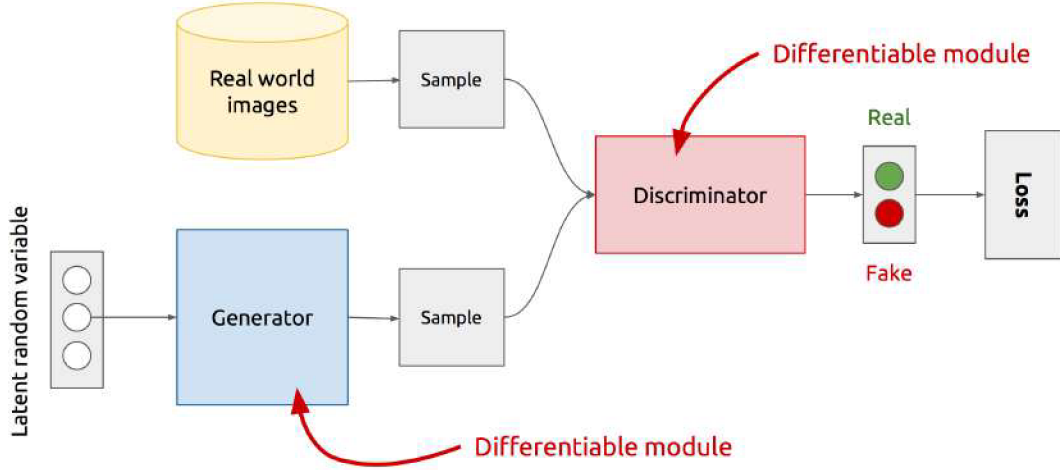 Real world
images
Sample
Differentiable module
Real
Discriminator
Loss
Fake
Latent random variable
Generator
Sample
Differentiable module